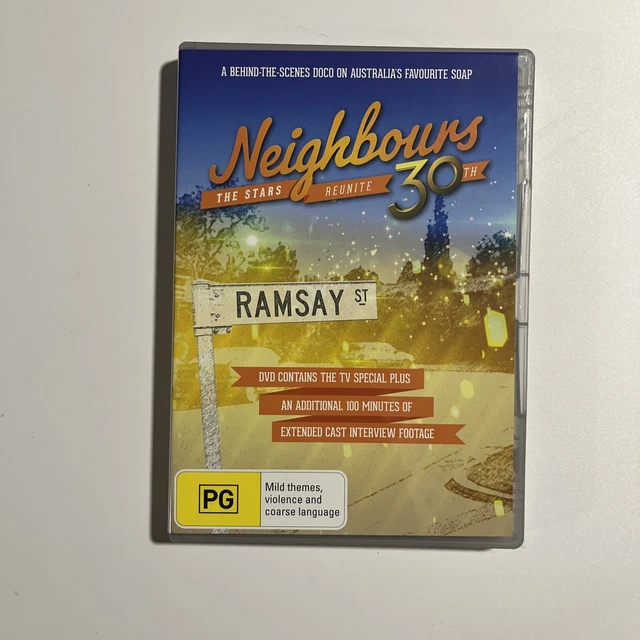 A BEHIND-THE-SCENES DOCO ON AUSTRALIA'S FAVOURITE SOAP
Neighbours
THE STARS REUNITE 30TH
RAMSAY ST
DVD CONTAINS THE TV SPECIAL PLUS
AN ADDITIONAL 100 MINUTES OF
EXTENDED CAST INTERVIEW FOOTAGE
PG
Mild themes,
violence and
coarse language